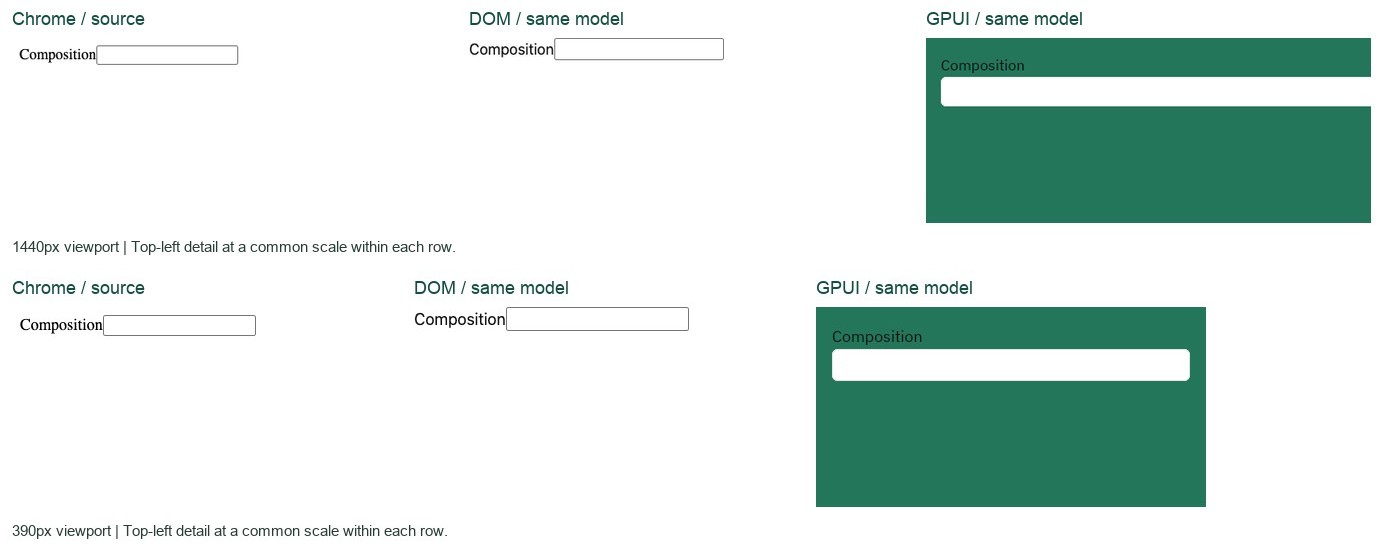 Chrome / source
DOM / same model
GPUI / same model
Composition
Composition
Composition
1440px viewport | Top-left detail at a common scale within each row.
Chrome / source
DOM / same model
GPUI / same model
Composition
Composition
Composition
390px viewport | Top-left detail at a common scale within each row.